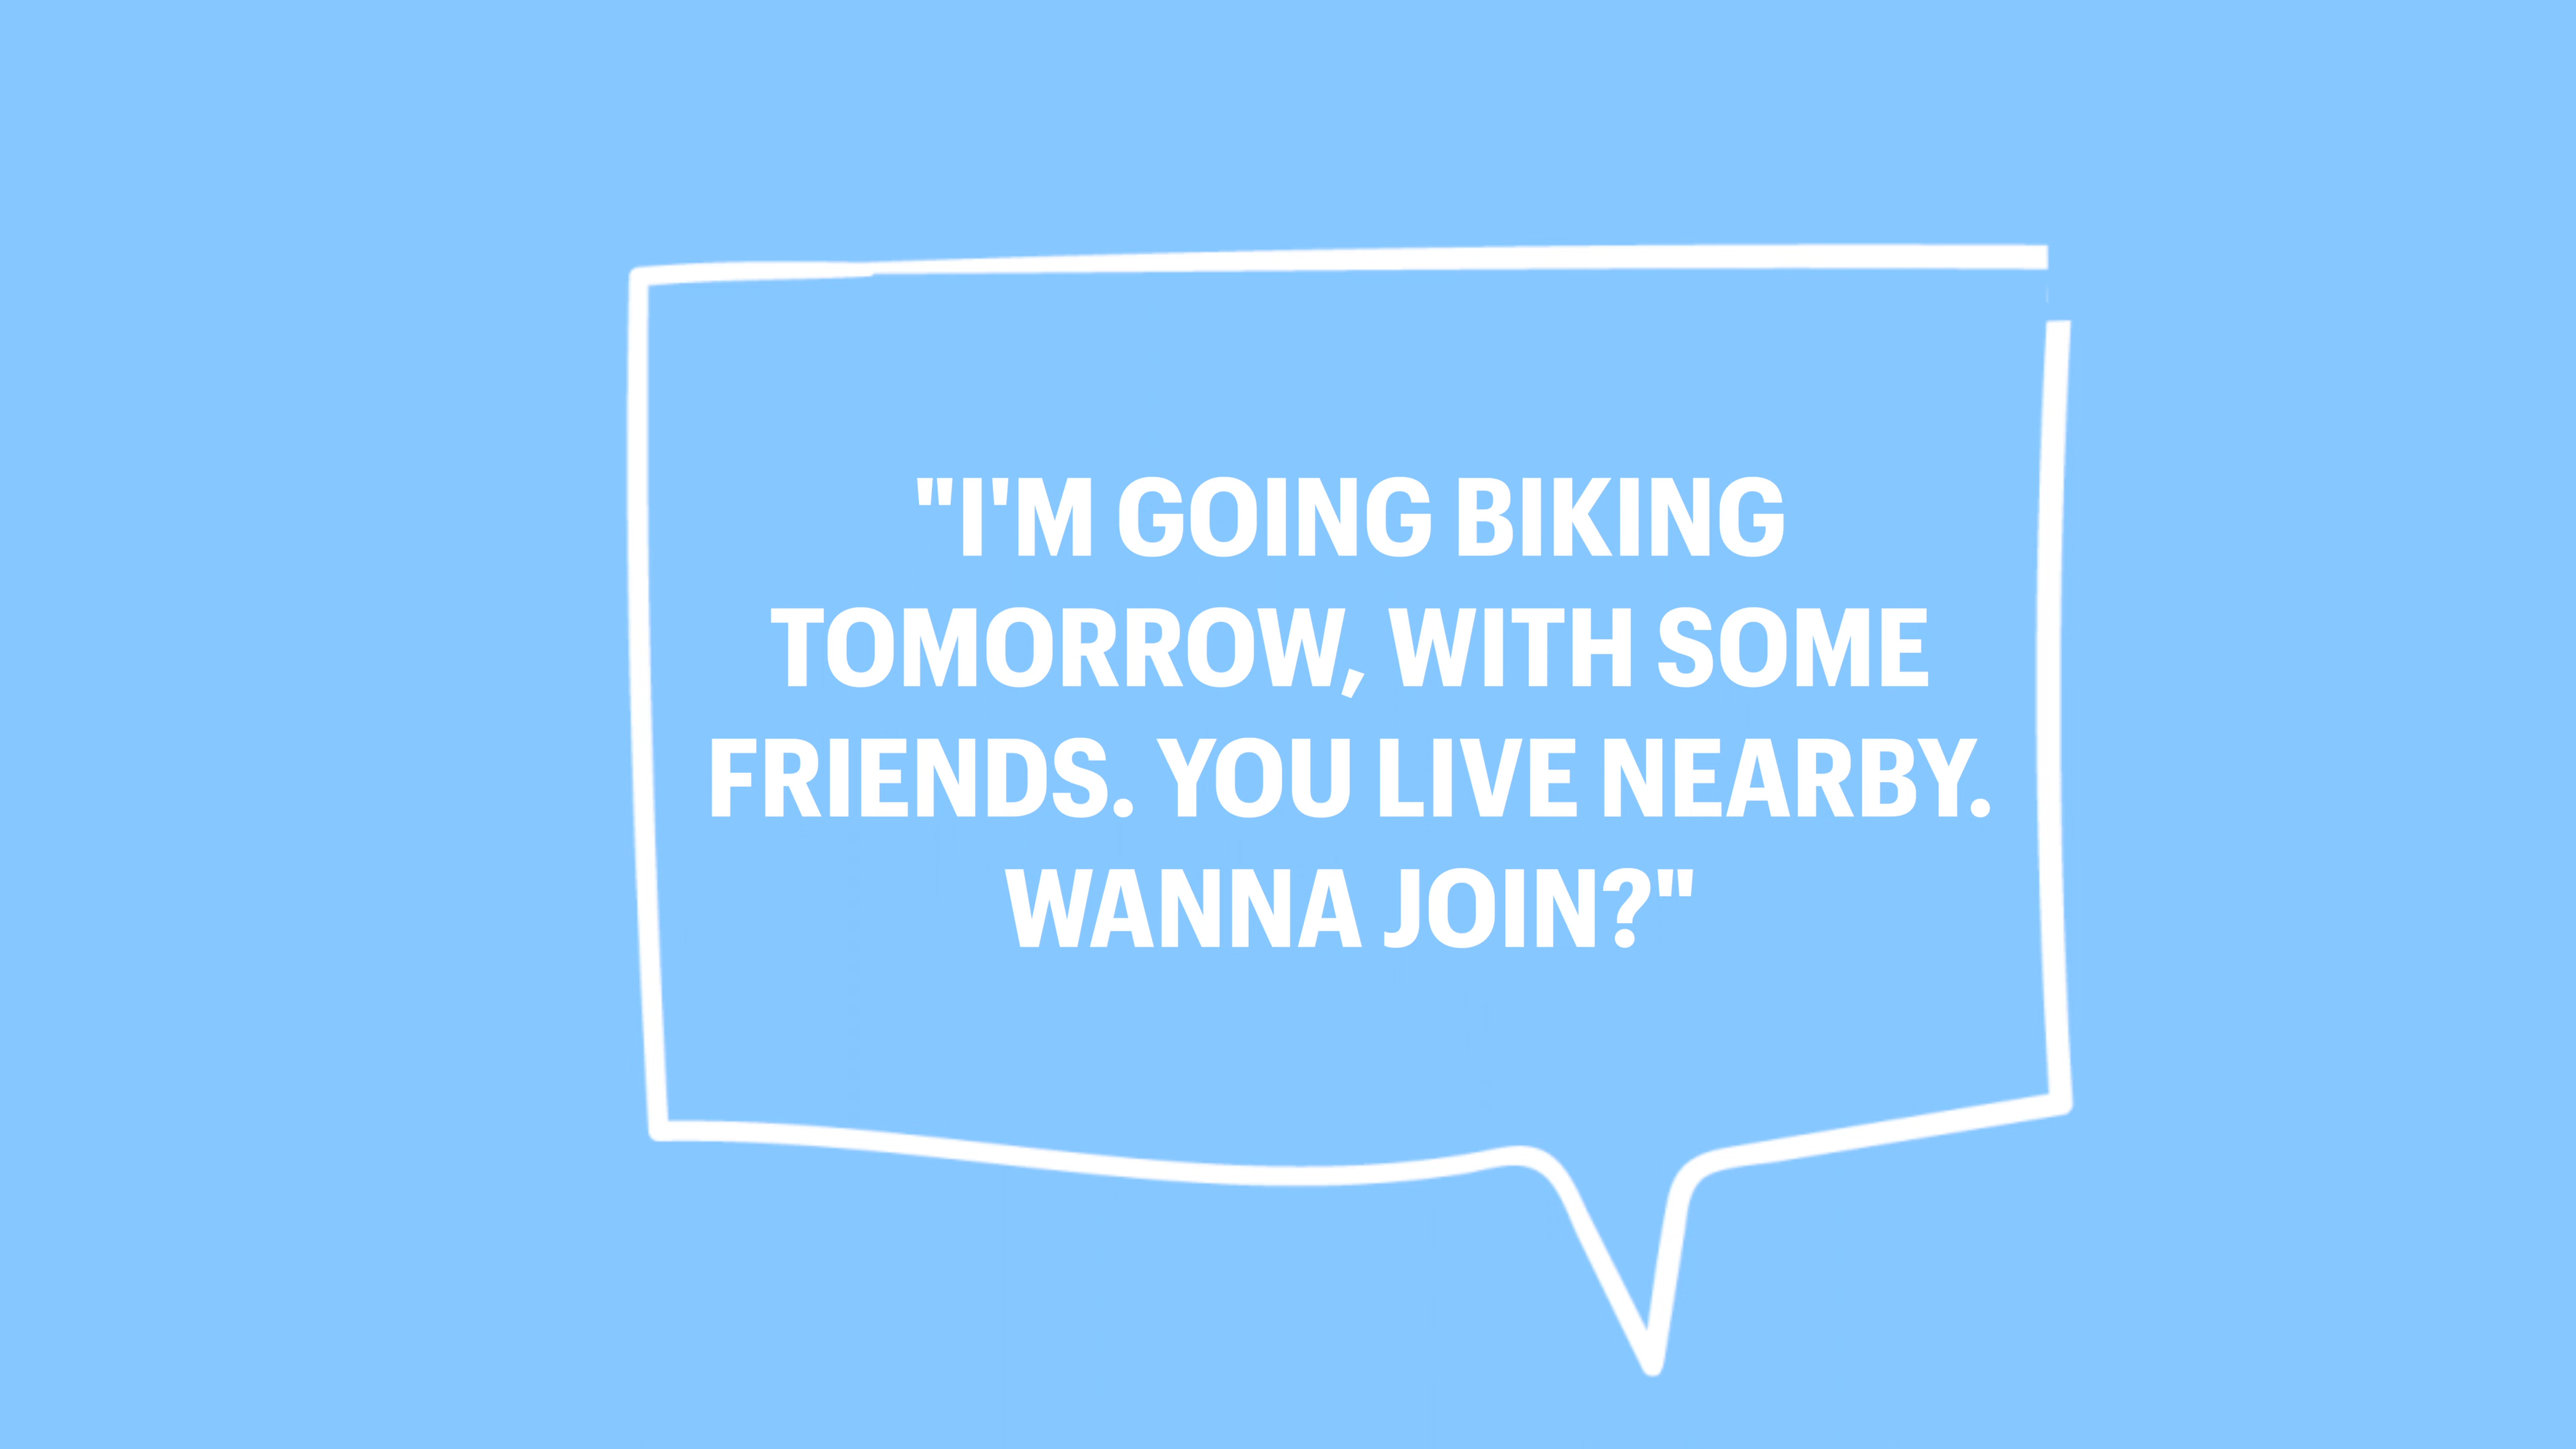 "I'M GOING BIKING
TOMORROW, WITH SOME
FRIENDS. YOU LIVE NEARBY.
WANNA JOIN?"